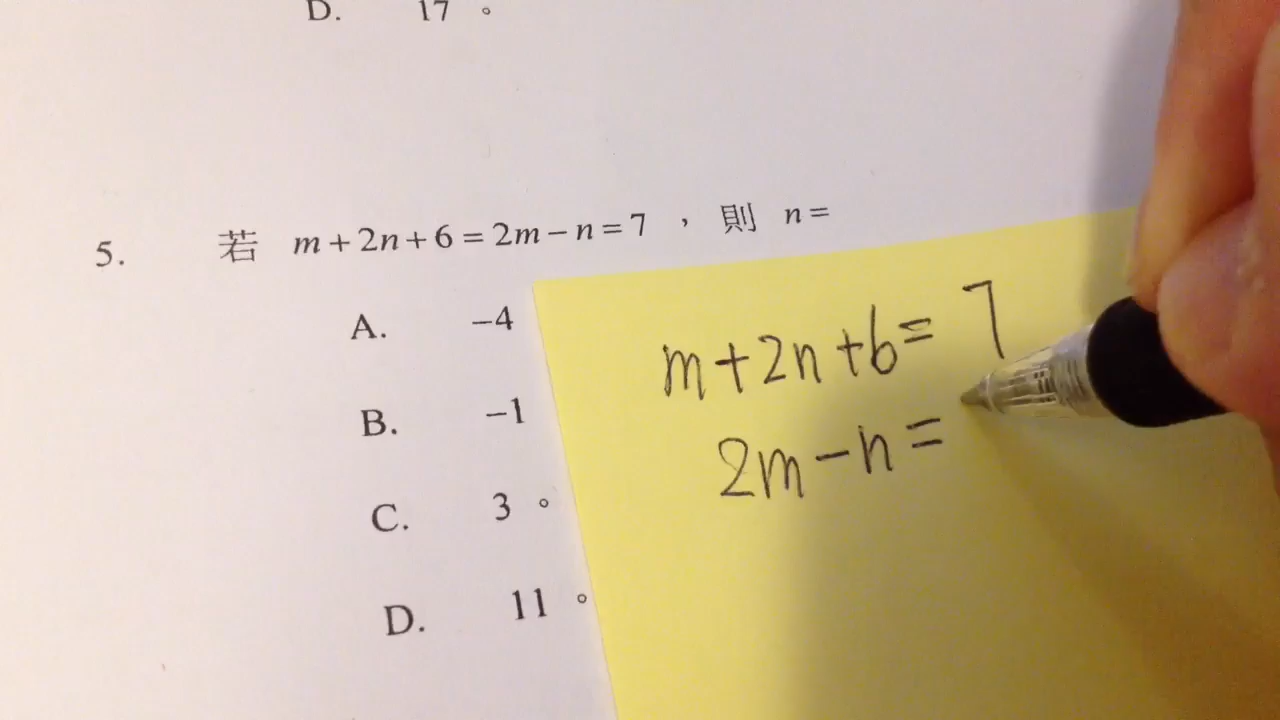 D. 17 。
5. 若 m + 2n + 6 = 2m − n = 7 , 則 n =
A. −4
B. −1
C. 3 。
D. 11 。
m+2n+6= 7
2m−n=